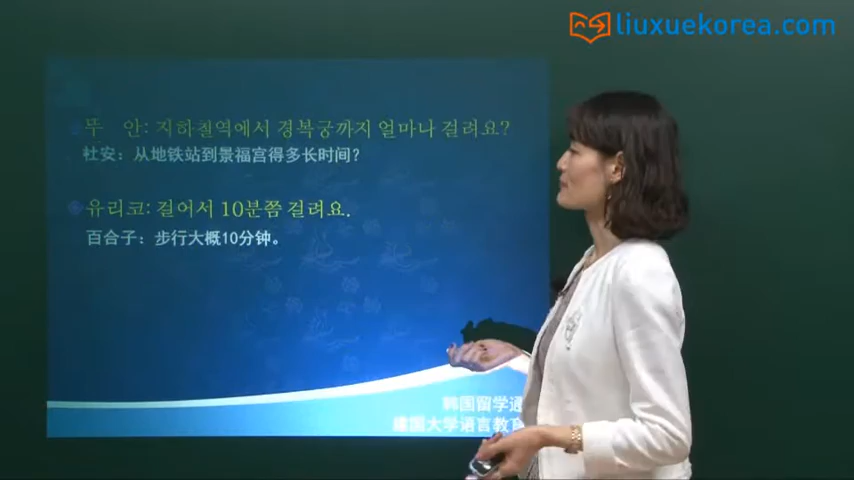 liuxuekorea.com
뚜 안: 지하철역에서 경복궁까지 얼마나 걸려요?
杜安：从地铁站到景福宫得多长时间？
유리코: 걸어서 10분쯤 걸려요.
百合子：步行大概10分钟。
韩国留学通
建国大学语言教育